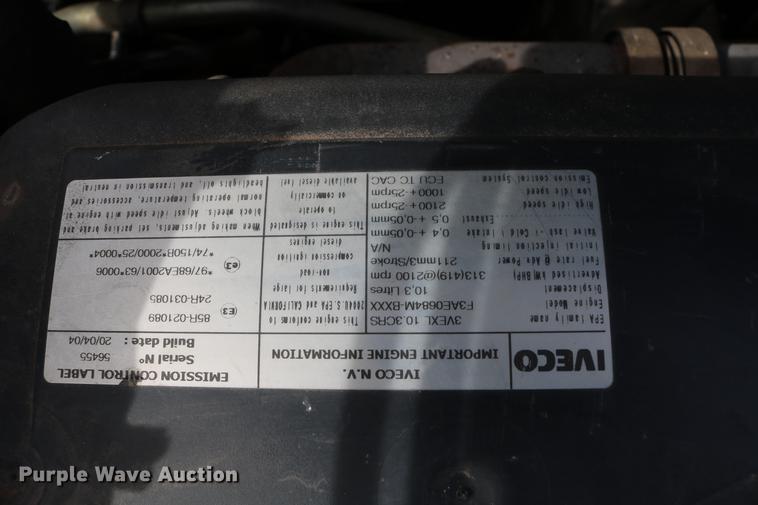 IVECO
IVECO N.V.
IMPORTANT ENGINE INFORMATION
EMISSION CONTROL LABEL
Serial N° 56455
Build date : 20/04/04
EPA family name 3VEXL 10.3CRS
Engine Model F3AE0684M-BXXX
Displacement 10,3 Litres
Advertised (KW BHP) 313(419)@2100 rpm
Fuel rate @ Adv Power 211mm3/Stroke
Initial Injection timing N/A
Valve lash - Cold ( Intake 0,4 +-0,05mm
Exhaust 0,5 +-0,05mm
High idle speed 2100+-25rpm
Low idle speed 1000+-25rpm
Emission control System ECU TC CAC
This engine conforms to
2004U.S EPA and CALIFORNIA
Requirements for large
non-road
compression ignition
diesel engines
This engine is designated
to operate
on commercially
available diesel fuel
85R-021089
24R-031085
E3
*97/68EA2001/63*0006
*74/150R*2000/25*0004*
e3
When making adjustments, set parking brake
block wheels. Adjust idle speed with engine at
normal operating temperature, accessories and
headlights off, and transmission in neutral
Purple Wave Auction